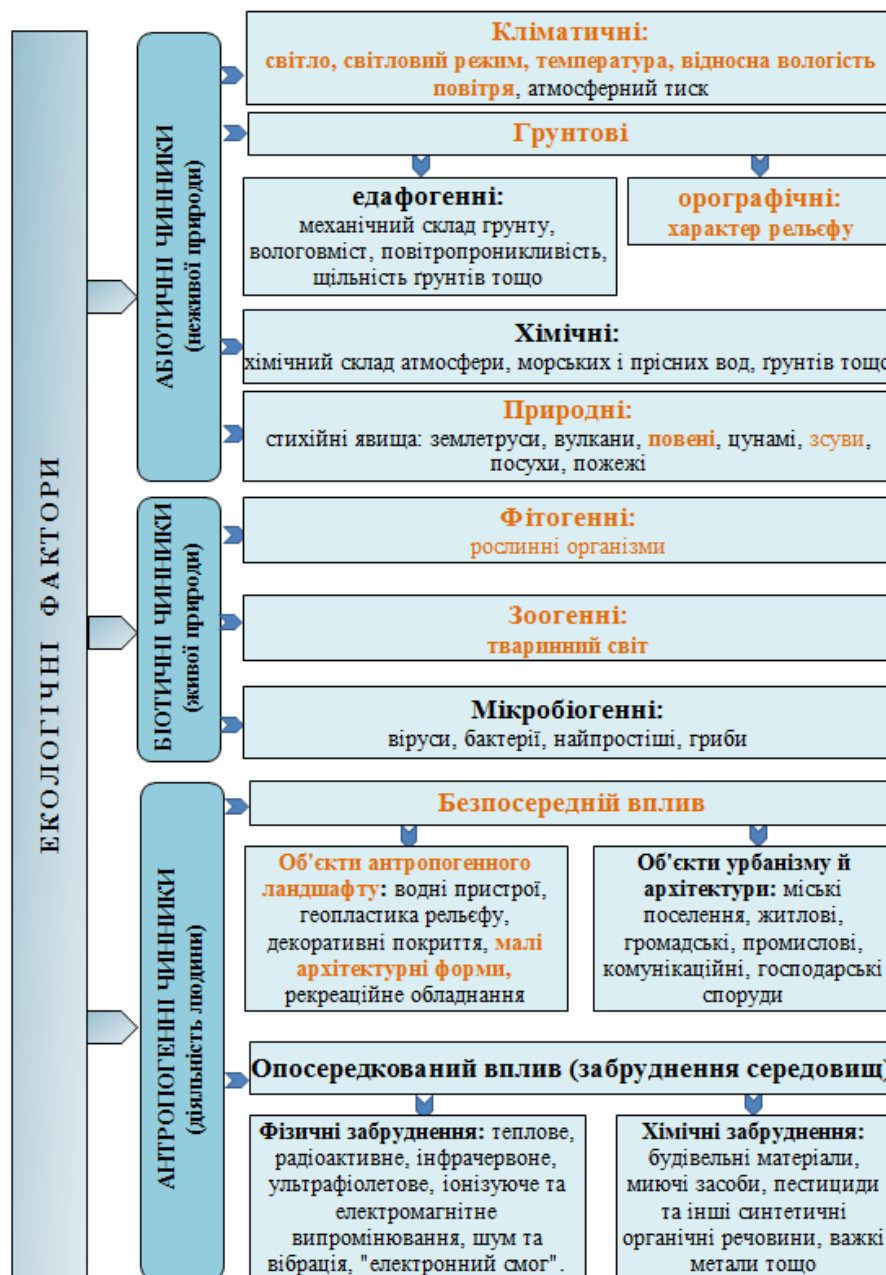 ЕКОЛОГІЧНІ ФАКТОРИ
АБІОТИЧНІ ЧИННИКИ
(неживої природи)
Кліматичні:
світло, світловий режим, температура, відносна вологість
повітря, атмосферний тиск
Грунтові
едафогенні:
механічний склад грунту,
вологовміст, повітропроникливість,
щільність ґрунтів тощо
орографічні:
характер рельєфу
Хімічні:
хімічний склад атмосфери, морських і прісних вод, ґрунтів тощо
Природні:
стихійні явища: землетруси, вулкани, повені, цунамі, зсуви,
посухи, пожежі
БІОТИЧНІ ЧИННИКИ
(живої природи)
Фітогенні:
рослинні організми
Зоогенні:
тваринний світ
Мікробіогенні:
віруси, бактерії, найпростіші, гриби
АНТРОПОГЕННІ ЧИННИКИ
(діяльність людини)
Безпосередній вплив
Об'єкти антропогенного
ландшафту: водні пристрої,
геопластика рельєфу,
декоративні покриття, малі
архітектурні форми,
рекреаційне обладнання
Об'єкти урбанізму й
архітектури: міські
поселення, житлові,
громадські, промислові,
комунікаційні, господарські
споруди
Опосередкований вплив (забруднення середовищ)
Фізичні забруднення: теплове,
радіоактивне, інфрачервоне,
ультрафіолетове, іонізуюче та
електромагнітне
випромінювання, шум та
вібрація, "електронний смог".
Хімічні забруднення:
будівельні матеріали,
миючі засоби, пестициди
та інші синтетичні
органічні речовини, важкі
метали тощо